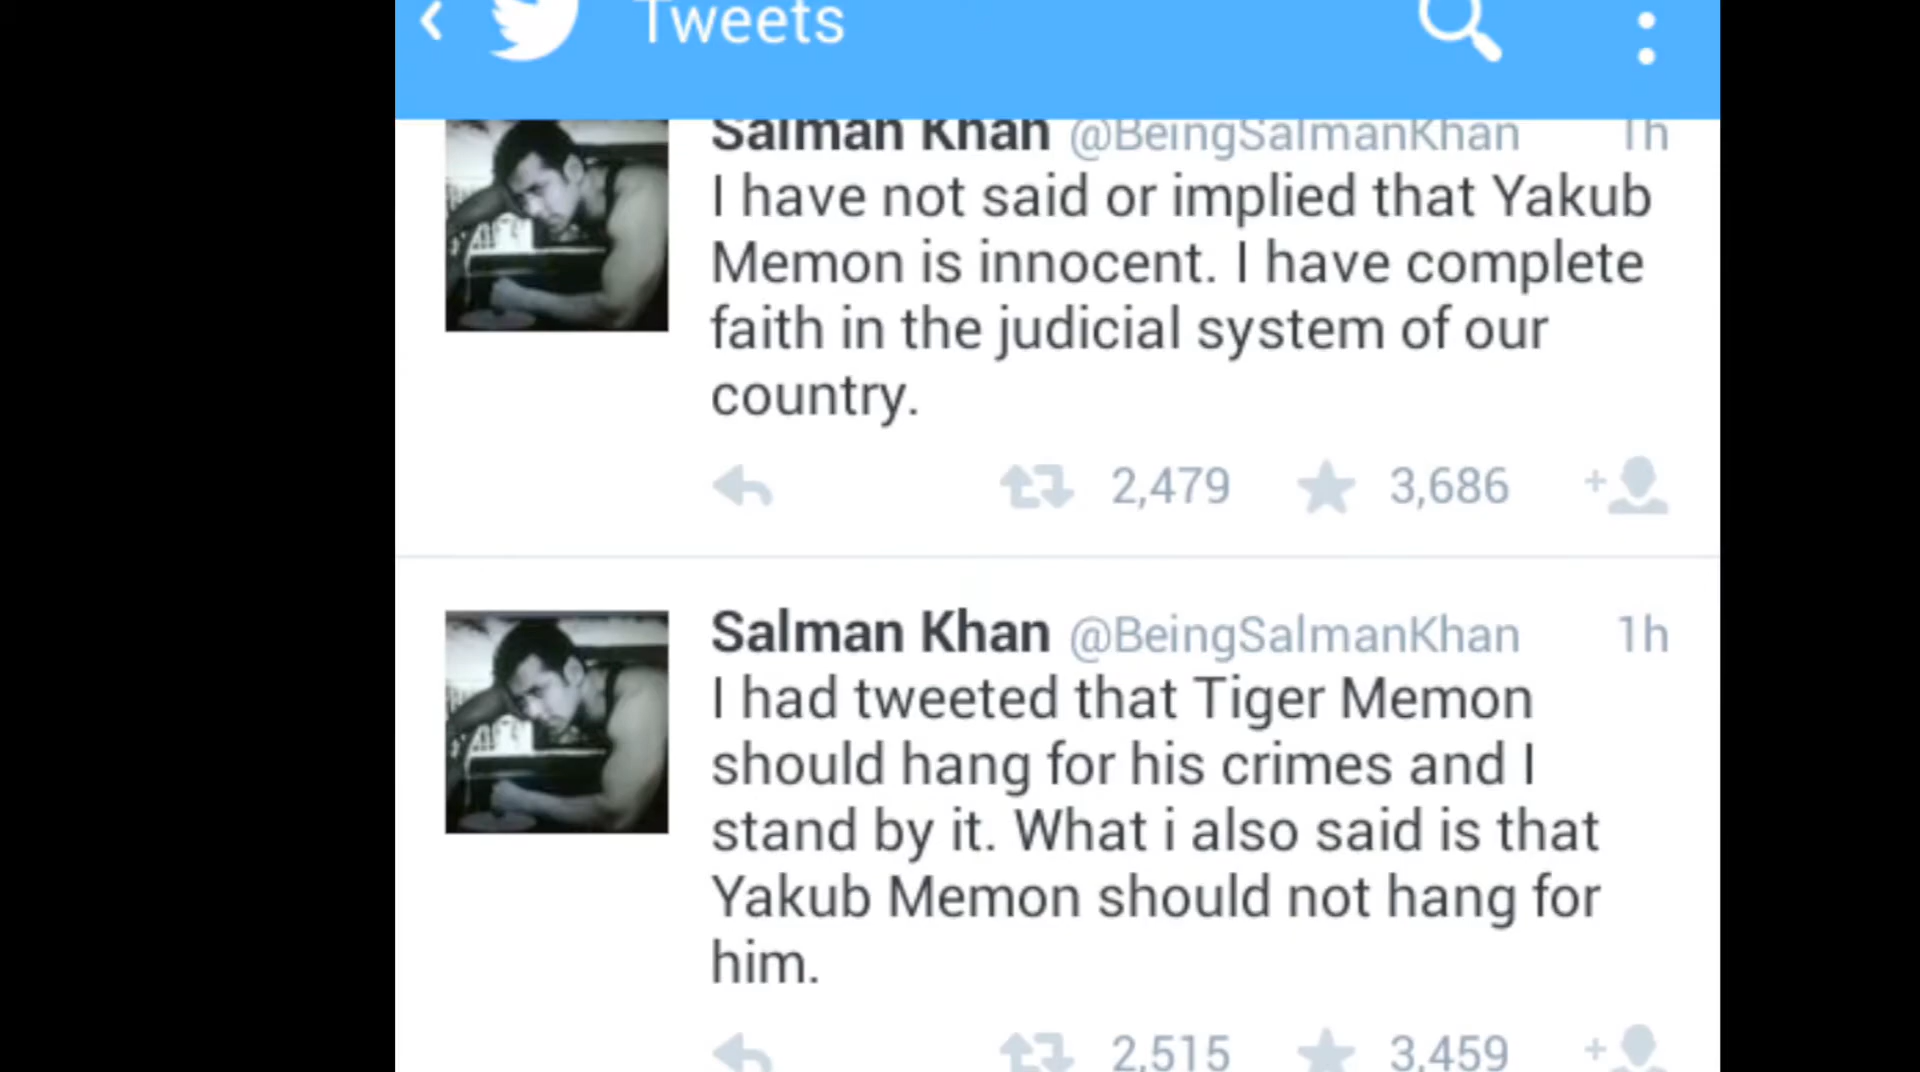 Tweets
Salman Khan @BeingSalmanKhan 1h
I have not said or implied that Yakub
Memon is innocent. I have complete
faith in the judicial system of our
country.
2,479 3,686
Salman Khan @BeingSalmanKhan 1h
I had tweeted that Tiger Memon
should hang for his crimes and I
stand by it. What i also said is that
Yakub Memon should not hang for
him.
2,515 3,459